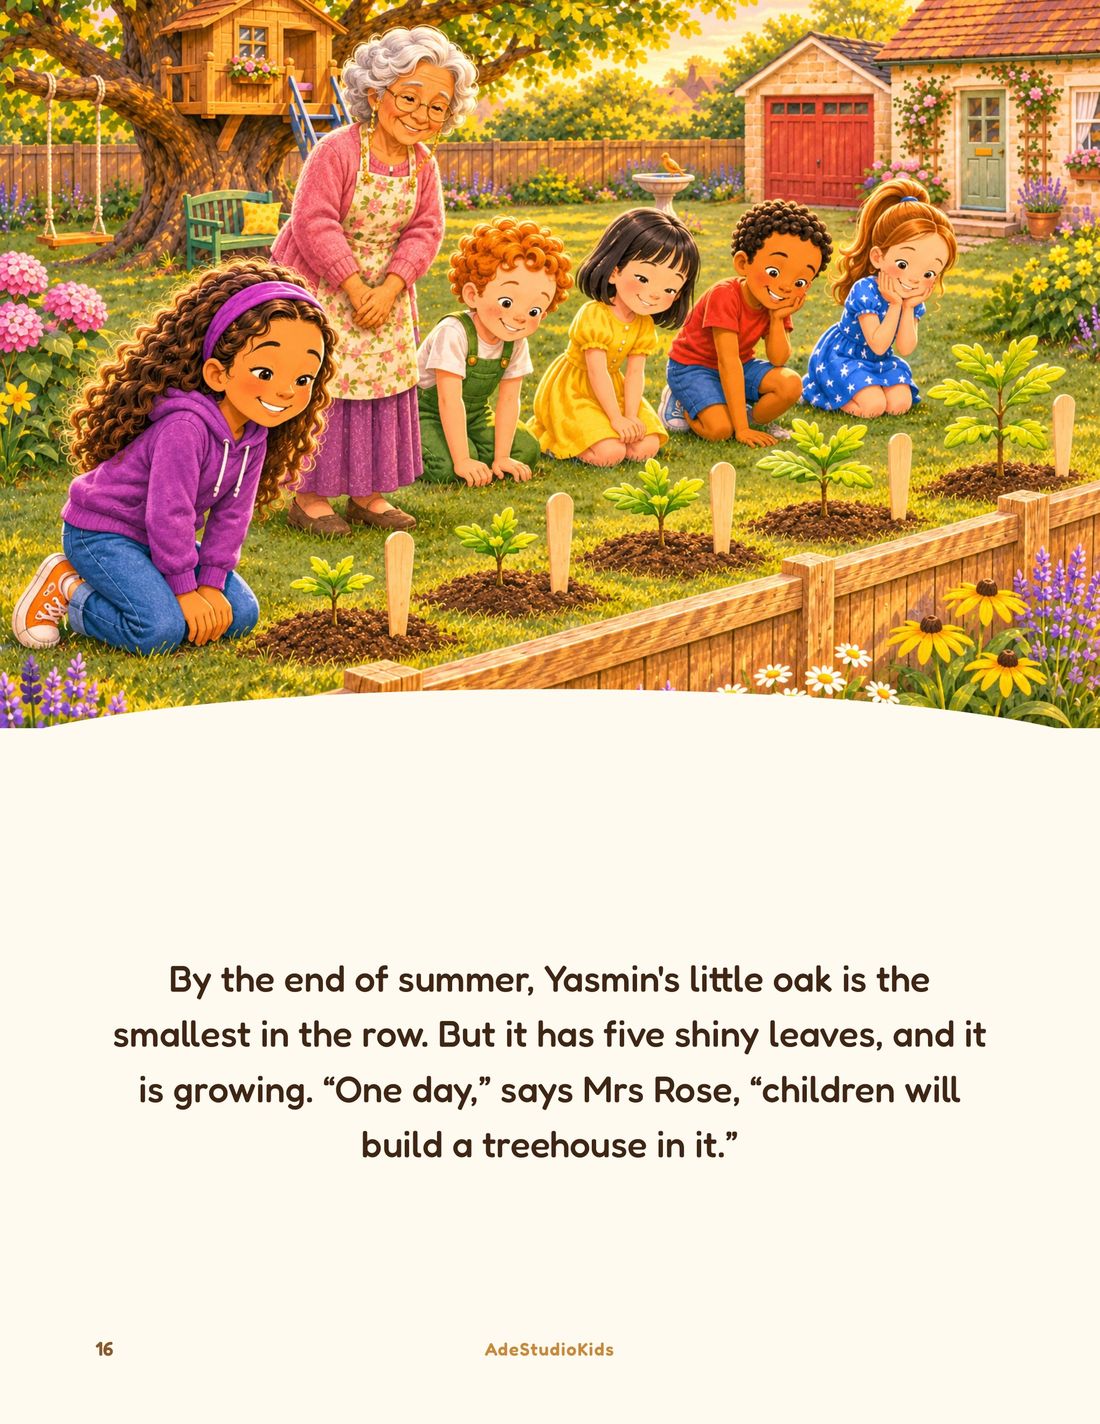 By the end of summer, Yasmin's little oak is the
smallest in the row. But it has five shiny leaves, and it
is growing. “One day,” says Mrs Rose, “children will
build a treehouse in it.”
16
AdeStudioKids